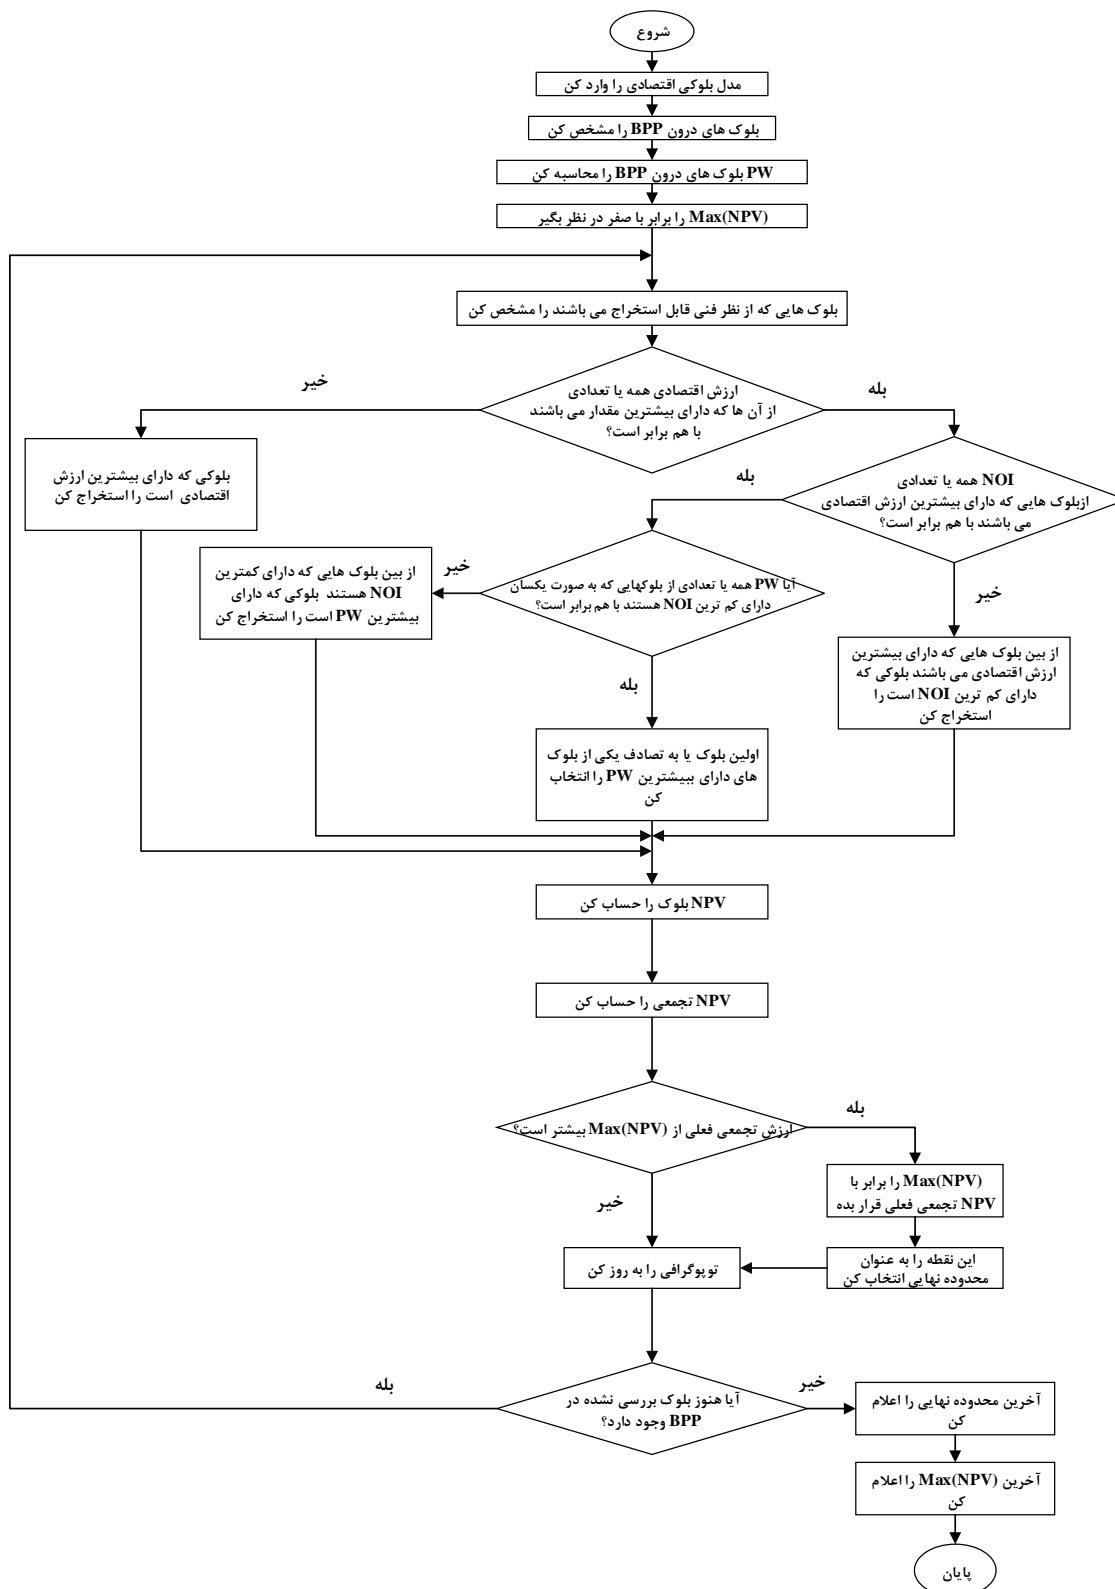 شروع
مدل بلوکی اقتصادی را وارد کن
بلوک های درون BPP را مشخص کن
PW بلوک های درون BPP را محاسبه کن
Max(NPV) را برابر با صفر در نظر بگیر
بلوک هایی که از نظر فنی قابل استخراج می باشند را مشخص کن
ارزش اقتصادی همه یا تعدادی
از آن ها که دارای بیشترین مقدار می باشند
با هم برابر است؟
بله
خیر
NOI همه یا تعدادی
ازبلوک هایی که دارای بیشترین ارزش اقتصادی
می باشند با هم برابر است؟
بله
خیر
بلوکی که دارای بیشترین ارزش
اقتصادی است را استخراج کن
آیا PW همه یا تعدادی از بلوکهایی که به صورت یکسان
دارای کم ترین NOI هستند با هم برابر است؟
خیر
بله
از بین بلوک هایی که دارای کمترین
NOI هستند بلوکی که دارای
بیشترین PW است را استخراج کن
از بین بلوک هایی که دارای بیشترین
ارزش اقتصادی می باشند بلوکی که
دارای کم ترین NOI است را
استخراج کن
اولین بلوک یا به تصادف یکی از بلوک
های دارای ببیشترین PW را انتخاب
کن
NPV بلوک را حساب کن
NPV تجمعی را حساب کن
ارزش تجمعی فعلی از Max(NPV) بیشتر است؟
بله
خیر
Max(NPV) را برابر با
NPV تجمعی فعلی قرار بده
این نقطه را به عنوان
محدوده نهایی انتخاب کن
توپوگرافی را به روز کن
آیا هنوز بلوک بررسی نشده در
BPP وجود دارد؟
بله
خیر
آخرین محدوده نهایی را اعلام
کن
آخرین Max(NPV) را اعلام
کن
پایان